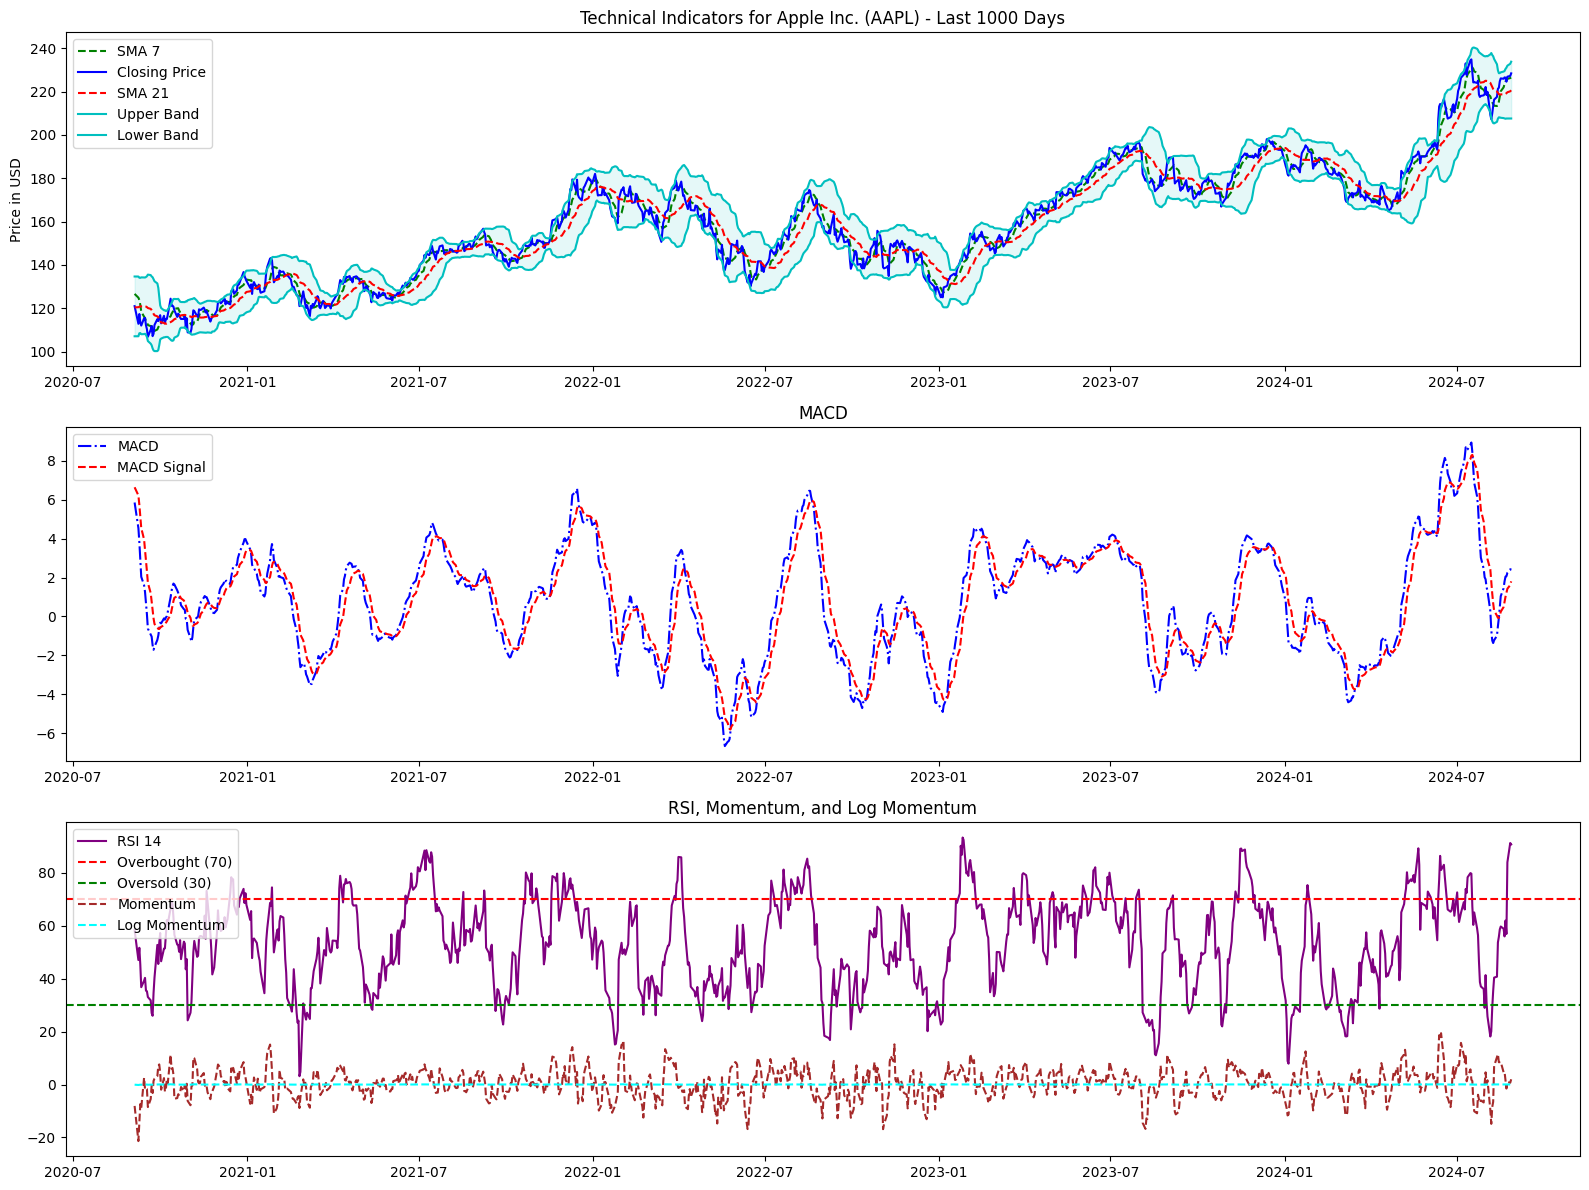 Technical Indicators for Apple Inc. (AAPL) - Last 1000 Days
SMA 7
Closing Price
SMA 21
Upper Band
Lower Band
Price in USD
240
220
200
180
160
140
120
100
2020-07 2021-01 2021-07 2022-01 2022-07 2023-01 2023-07 2024-01 2024-07
MACD
MACD
MACD Signal
8
6
4
2
0
−2
−4
−6
2020-07 2021-01 2021-07 2022-01 2022-07 2023-01 2023-07 2024-01 2024-07
RSI, Momentum, and Log Momentum
RSI 14
Overbought (70)
Oversold (30)
Momentum
Log Momentum
80
60
40
20
0
−20
2020-07 2021-01 2021-07 2022-01 2022-07 2023-01 2023-07 2024-01 2024-07